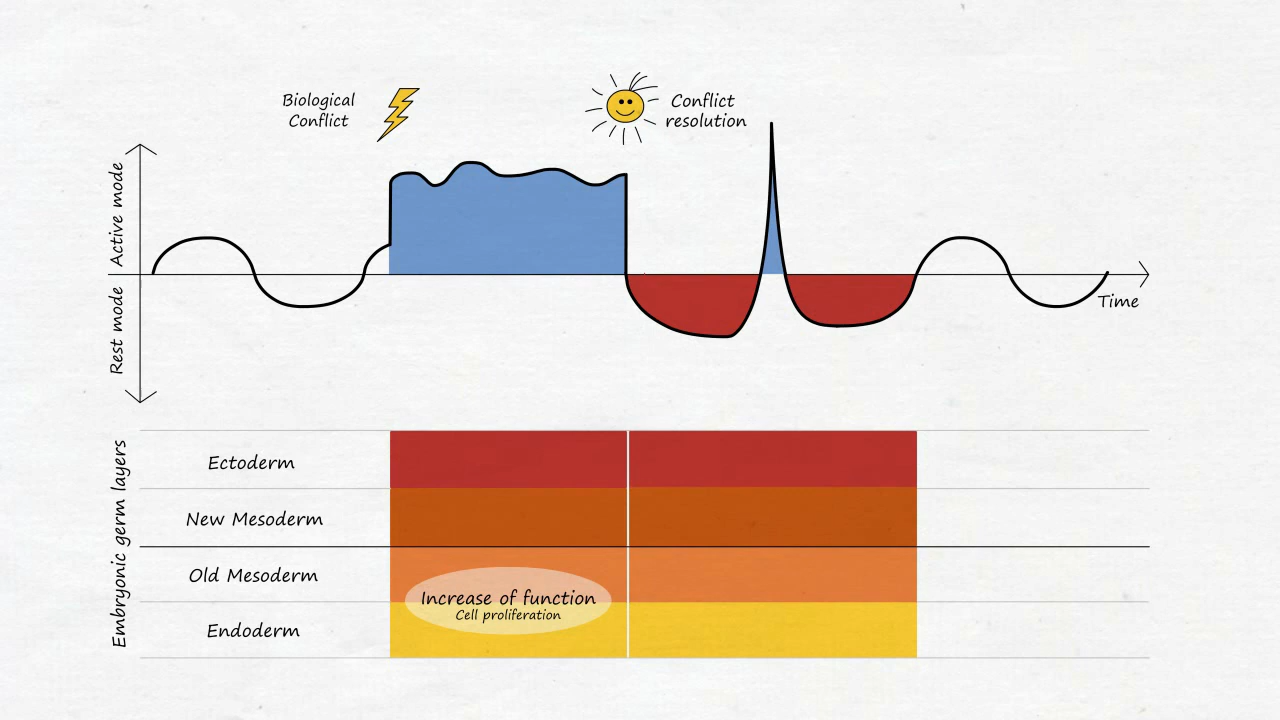 Biological
Conflict
Conflict
resolution
Active mode
Rest mode
Time
Embryonic germ layers
Ectoderm
New Mesoderm
Old Mesoderm
Endoderm
Increase of function
Cell proliferation